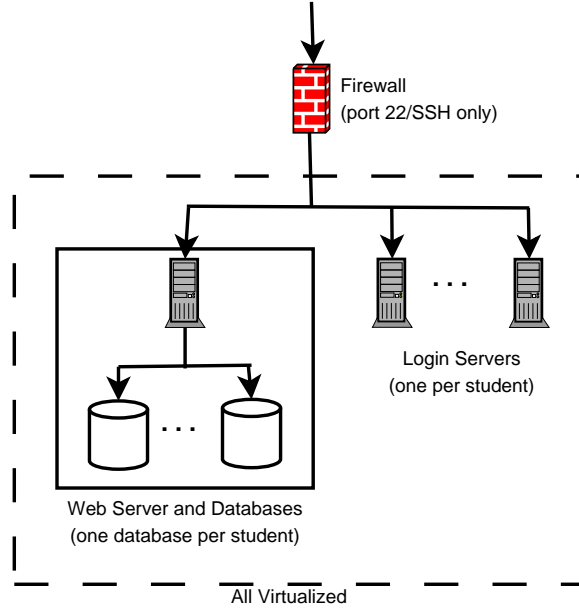 Firewall
(port 22/SSH only)
. . .
Login Servers
(one per student)
. . .
Web Server and Databases
(one database per student)
All Virtualized